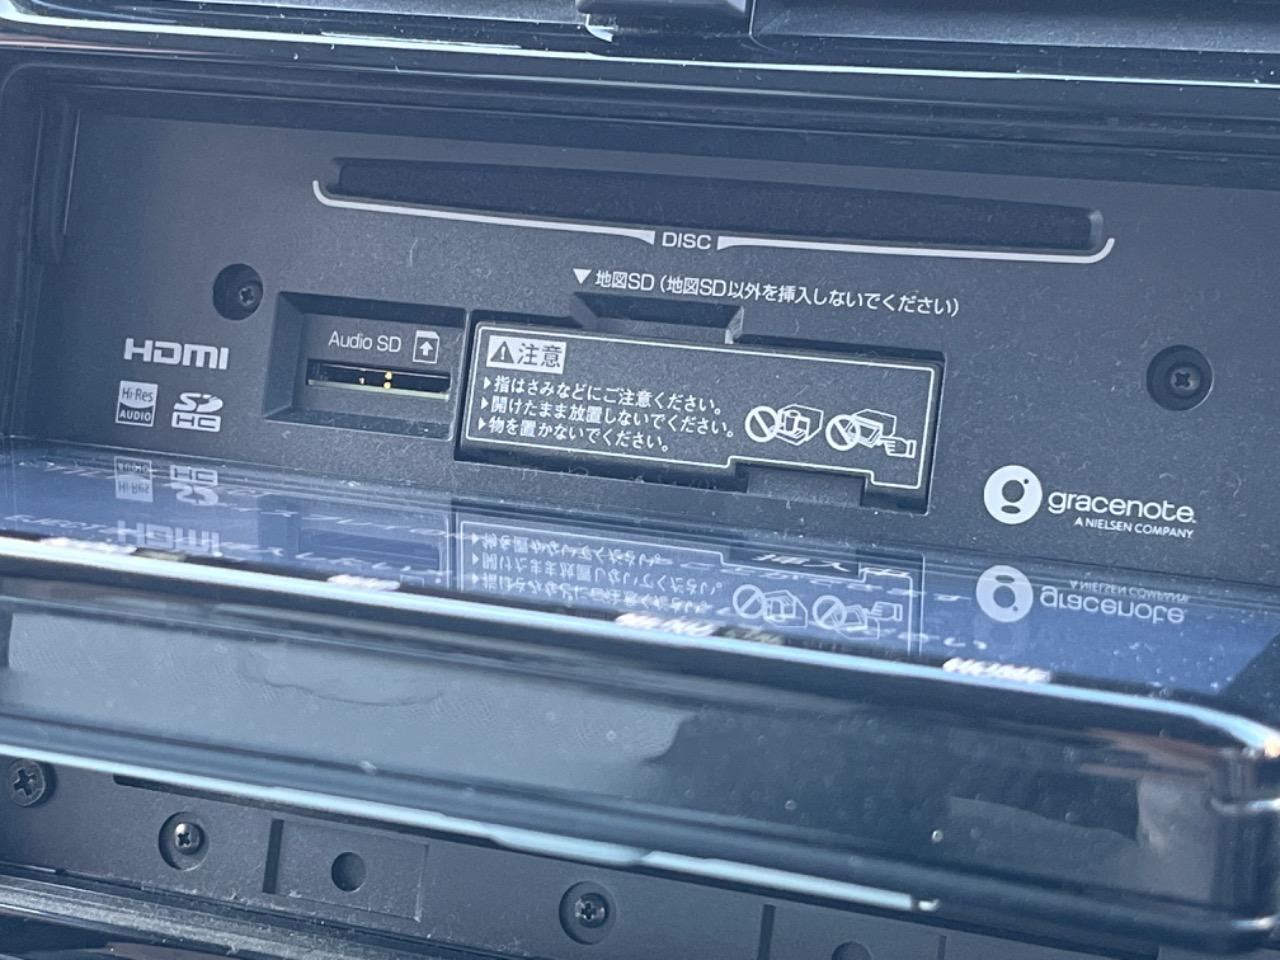 DISC
▼地図SD（地図SD以外を挿入しないでください）
Audio SD
HDMI
Hi-Res
AUDIO
SD
HC
注意
▶指はさみなどにご注意ください。
▶開けたまま放置しないでください。
▶物を置かないでください。
gracenote.
A NIELSEN COMPANY